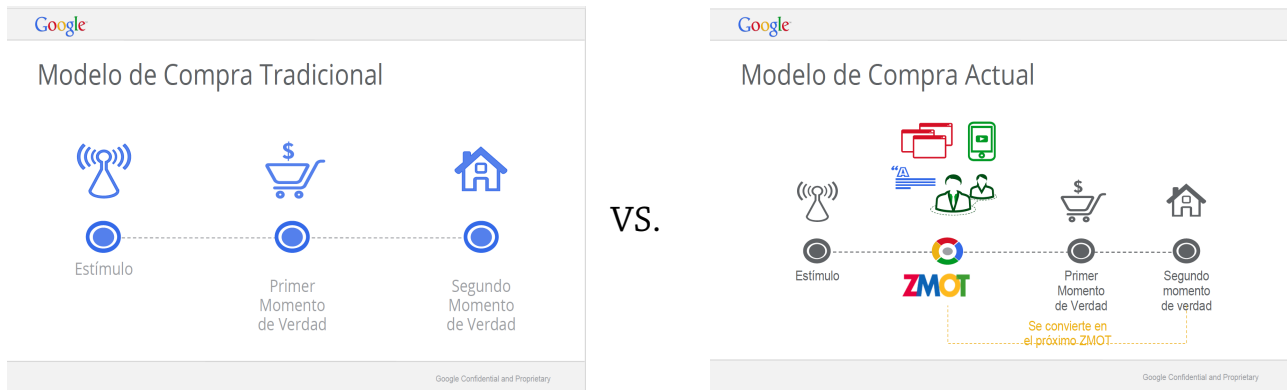 Google
Modelo de Compra Tradicional
$
Estímulo
Primer
Momento
de Verdad
Segundo
Momento
de Verdad
Google Confidential and Proprietary
VS.
Google
Modelo de Compra Actual
“A
$
Estímulo
ZMOT
Primer
Momento
de Verdad
Segundo
momento
de verdad
Se convierte en
el próximo ZMOT
Google Confidential and Proprietary